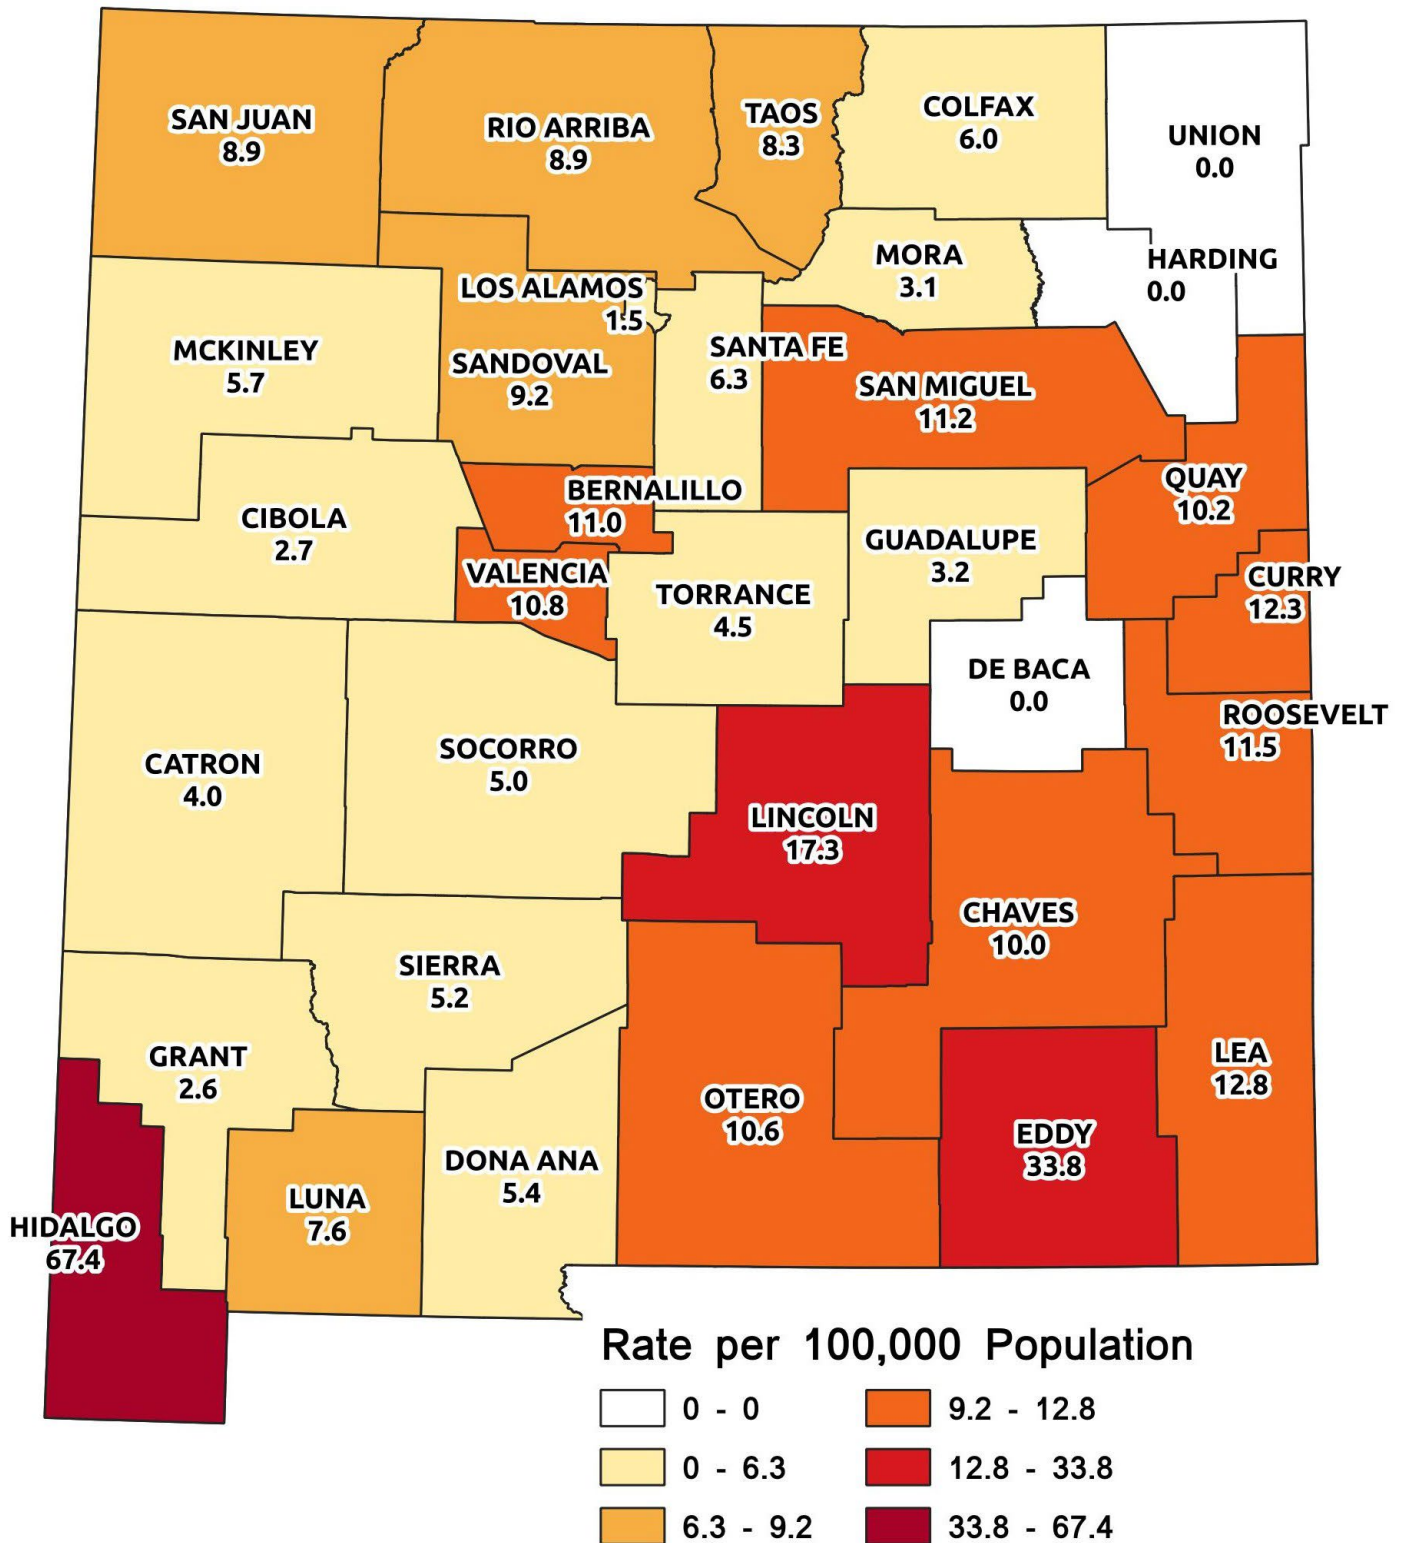 SAN JUAN
8.9
RIO ARRIBA
8.9
TAOS
8.3
COLFAX
6.0
UNION
0.0
MORA
3.1
HARDING
0.0
LOS ALAMOS
1.5
MCKINLEY
5.7
SANDOVAL
9.2
SANTA FE
6.3
SAN MIGUEL
11.2
QUAY
10.2
BERNALILLO
11.0
CIBOLA
2.7
GUADALUPE
3.2
VALENCIA
10.8
TORRANCE
4.5
CURRY
12.3
DE BACA
0.0
ROOSEVELT
11.5
CATRON
4.0
SOCORRO
5.0
LINCOLN
17.3
CHAVES
10.0
SIERRA
5.2
GRANT
2.6
OTERO
10.6
LEA
12.8
EDDY
33.8
DONA ANA
5.4
LUNA
7.6
HIDALGO
67.4
Rate per 100,000 Population
0 - 0
0 - 6.3
6.3 - 9.2
9.2 - 12.8
12.8 - 33.8
33.8 - 67.4